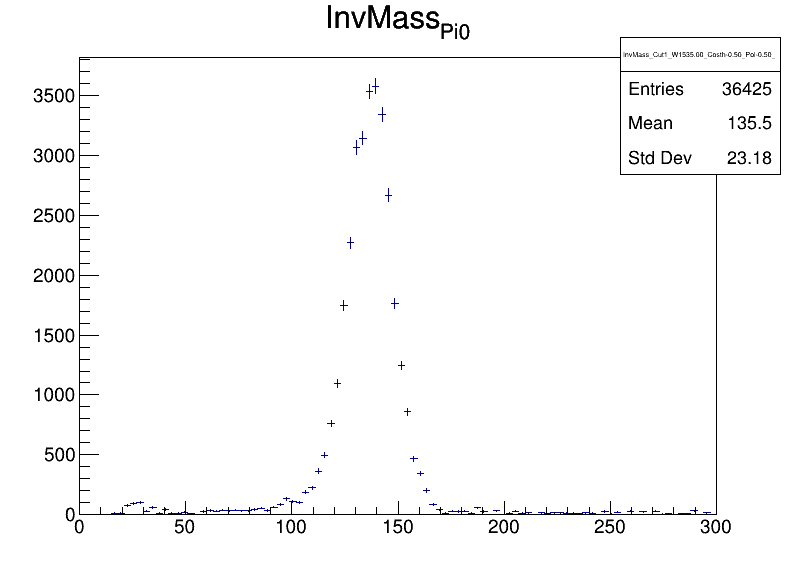 InvMass_Pi0
InvMass_Cut1_W1535.00_Costh-0.50_Pol-0.50_
Entries 36425
Mean 135.5
Std Dev 23.18
3500
3000
2500
2000
1500
1000
500
0
0 50 100 150 200 250 300